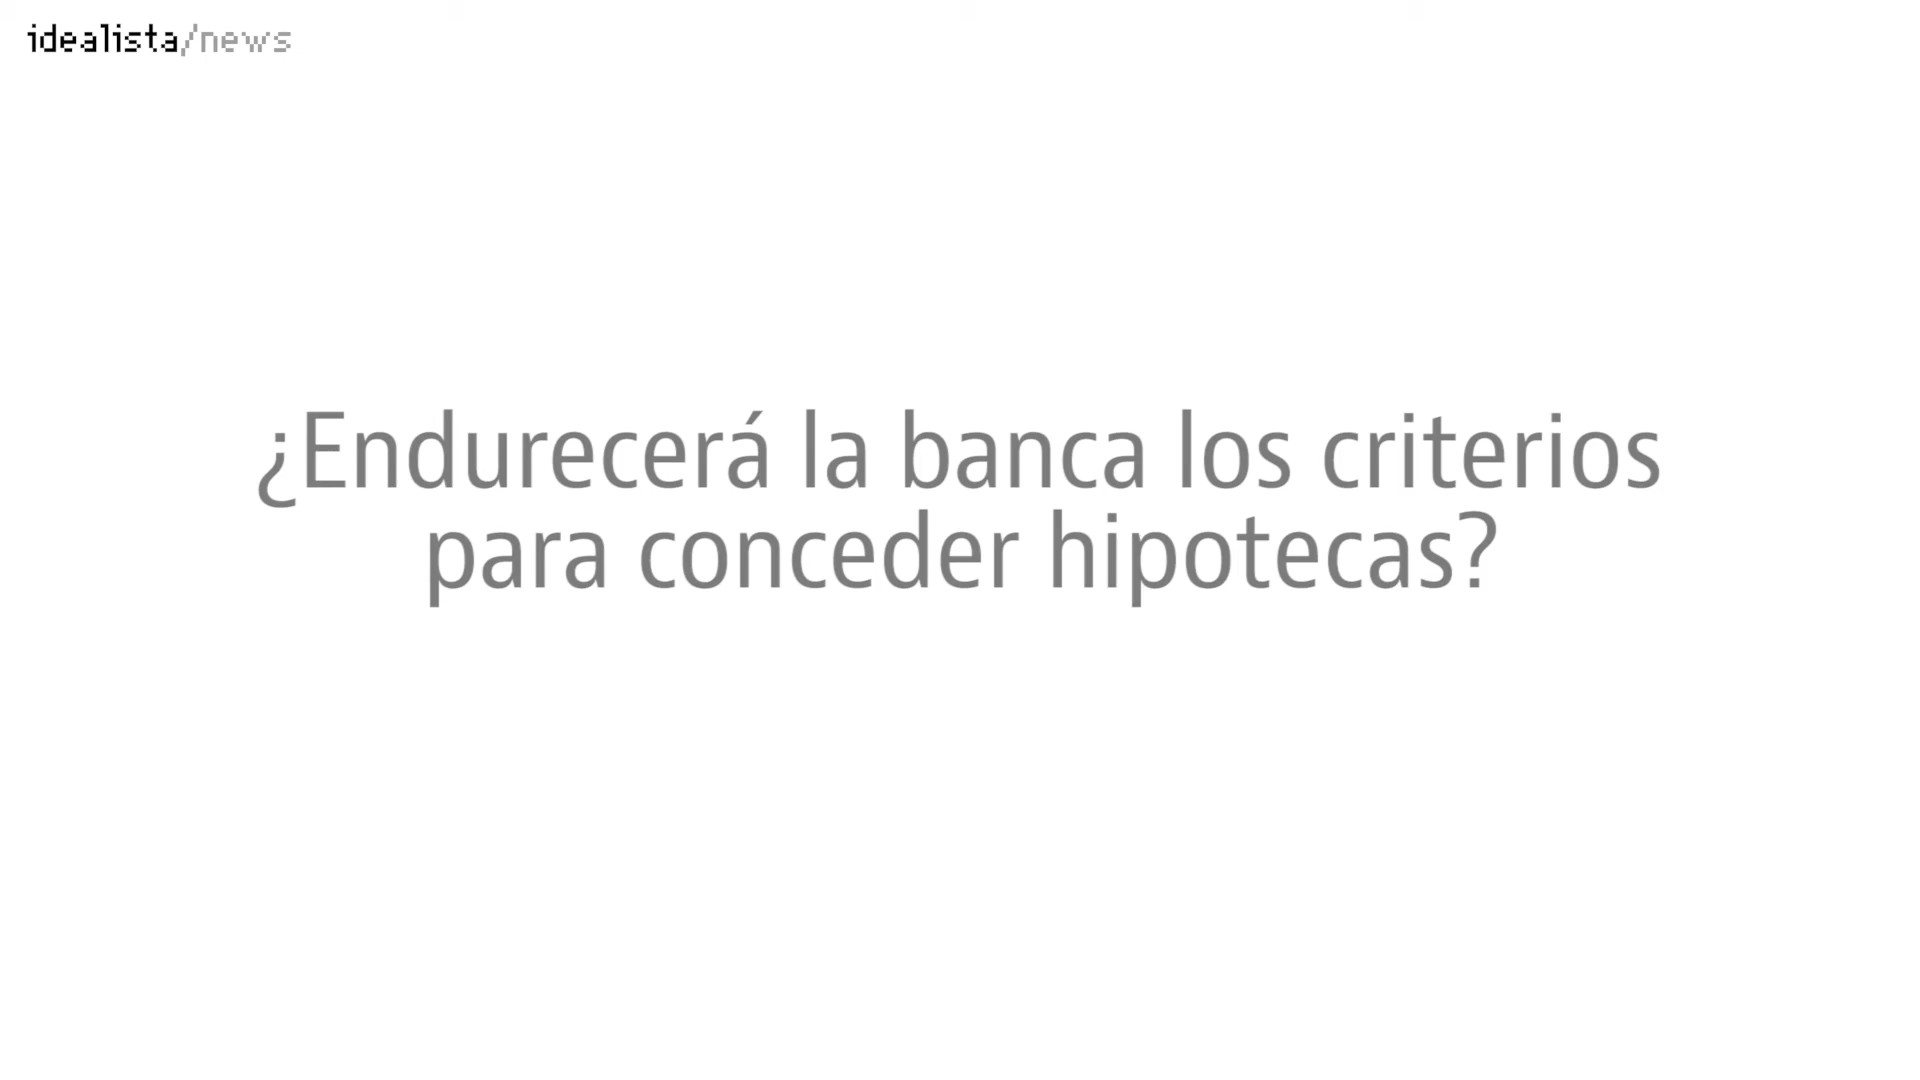 idealista/news
¿Endurecerá la banca los criterios
para conceder hipotecas?